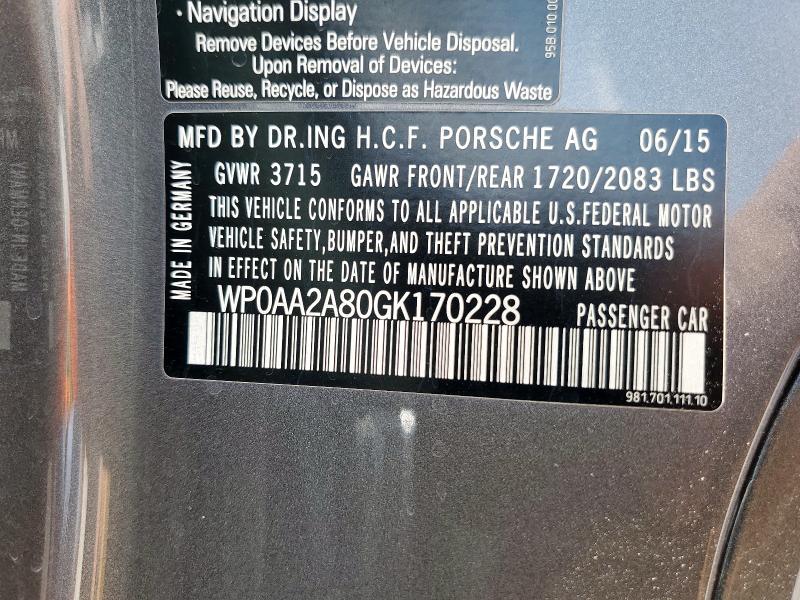 • Navigation Display
Remove Devices Before Vehicle Disposal.
Upon Removal of Devices:
Please Reuse, Recycle, or Dispose as Hazardous Waste
MFD BY DR.ING H.C.F. PORSCHE AG 06/15
GVWR 3715 GAWR FRONT/REAR 1720/2083 LBS
THIS VEHICLE CONFORMS TO ALL APPLICABLE U.S.FEDERAL MOTOR
VEHICLE SAFETY,BUMPER,AND THEFT PREVENTION STANDARDS
IN EFFECT ON THE DATE OF MANUFACTURE SHOWN ABOVE
WP0AA2A80GK170228 PASSENGER CAR
981.701.111.10
MADE IN GERMANY